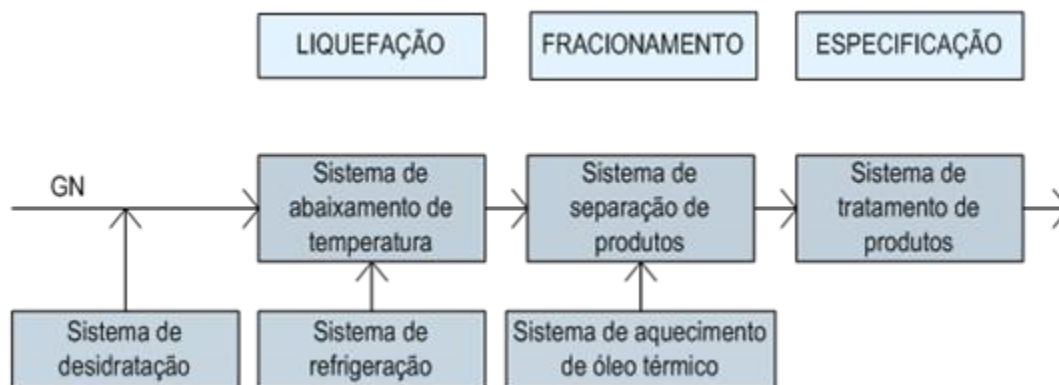 LIQUEFAÇÃO
FRACIONAMENTO
ESPECIFICAÇÃO
GN
Sistema de
abaixamento de
temperatura
Sistema de
separação de
produtos
Sistema de
tratamento de
produtos
Sistema de
desidratação
Sistema de
refrigeração
Sistema de aquecimento
de óleo térmico